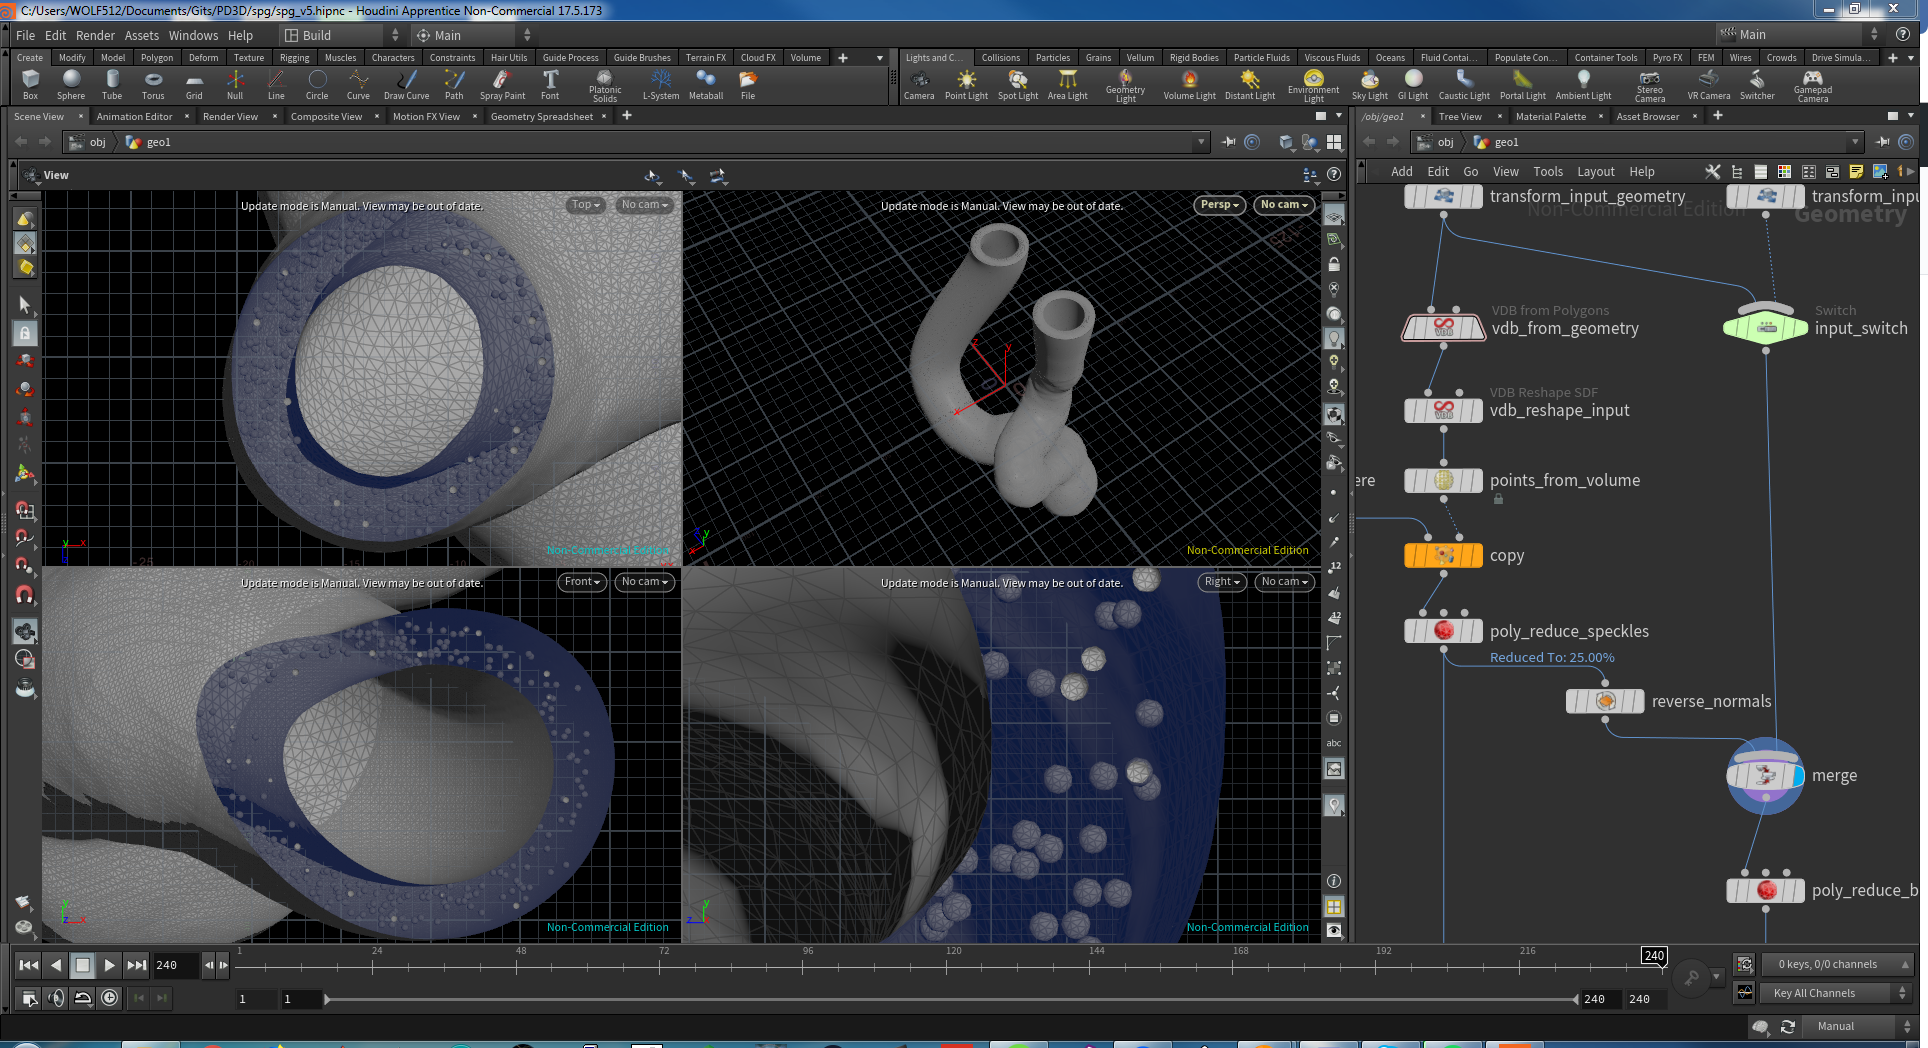 C:/Users/WOLF512/Documents/Gits/PD3D/spg/spg_v5.hipnc - Houdini Apprentice Non-Commercial 17.5.173
File Edit Render Assets Windows Help Build Main Main
Create Modify Model Polygon Deform Texture Rigging Muscles Characters Constraints Hair Utils Guide Process Guide Brushes Terrain FX Cloud FX Volume
Lights and C... Collisions Particles Grains Vellum Rigid Bodies Particle Fluids Viscous Fluids Oceans Fluid Contai... Populate Con... Container Tools Pyro FX FEM Wires Crowds Drive Simula...
Box Sphere Tube Torus Grid Null Line Circle Curve Draw Curve Path Spray Paint Font Platonic Solids L-System Metaball File
Camera Point Light Spot Light Area Light Geometry Light Volume Light Distant Light Environment Light Sky Light GI Light Caustic Light Portal Light Ambient Light Stereo Camera VR Camera Switcher Gamepad Camera
Scene View Animation Editor Render View Composite View Motion FX View Geometry Spreadsheet
/obj/geo1 Tree View Material Palette Asset Browser
obj geo1
obj geo1
View
Add Edit Go View Tools Layout Help
Update mode is Manual. View may be out of date. Top No cam
Update mode is Manual. View may be out of date. Persp No cam
Non-Commercial Edition
Non-Commercial Edition
Update mode is Manual. View may be out of date. Front No cam
Update mode is Manual. View may be out of date. Right No cam
Non-Commercial Edition
Non-Commercial Edition
transform_input_geometry
transform_inpu
Non-Commercial Edition
Geometry
VDB from Polygons
vdb_from_geometry
Switch
input_switch
VDB Reshape SDF
vdb_reshape_input
ere
points_from_volume
copy
poly_reduce_speckles
Reduced To: 25.00%
reverse_normals
merge
poly_reduce_b
12
12
abc
240
1 24 48 72 96 120 144 168 192 216 240
0 keys, 0/0 channels
1 1 240 240
Key All Channels
Manual